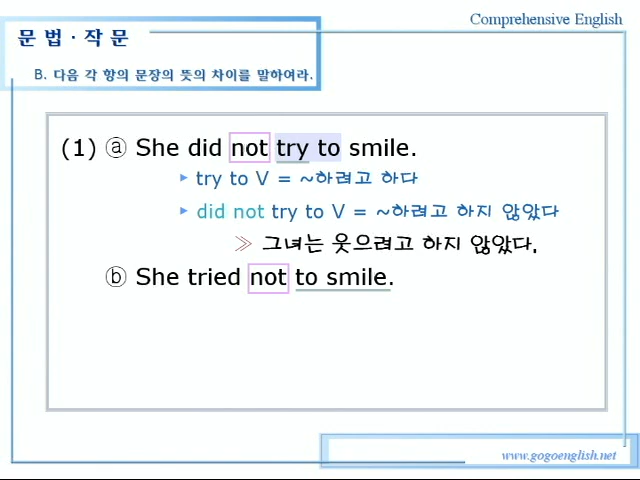 Comprehensive English
문법·작문
B. 다음 각 항의 문장의 뜻의 차이를 말하여라.
(1) ⓐ She did not try to smile.
▸ try to V = ~하려고 하다
▸ did not try to V = ~하려고 하지 않았다
≫ 그녀는 웃으려고 하지 않았다.
ⓑ She tried not to smile.
www.gogoenglish.net